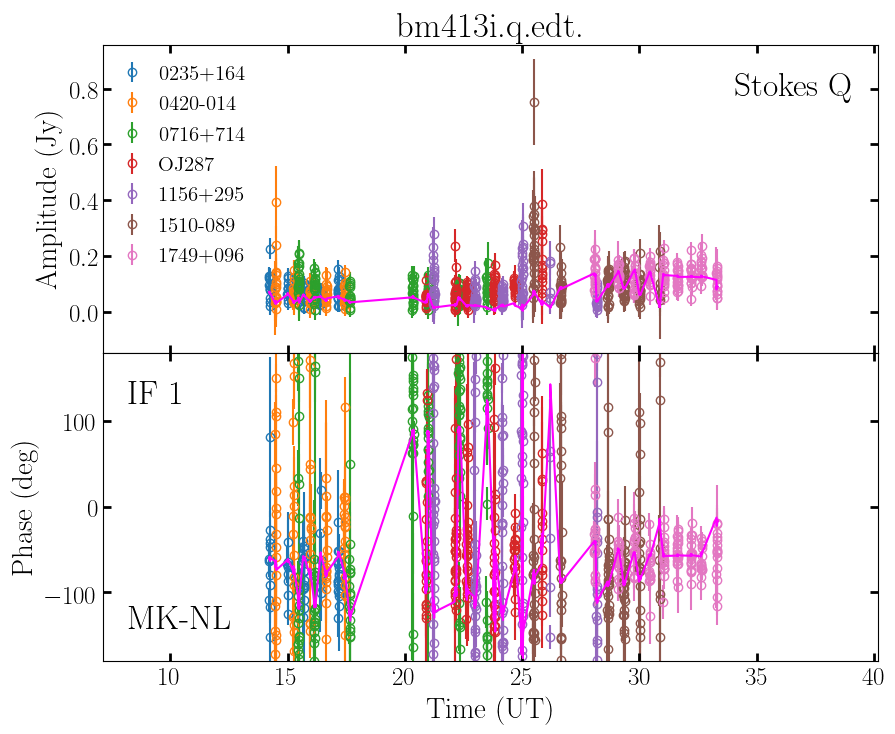 bm413i.q.edt.
Stokes Q
0235+164
0420-014
0716+714
OJ287
1156+295
1510-089
1749+096
Amplitude (Jy)
0.8
0.6
0.4
0.2
0.0
IF 1
MK-NL
Phase (deg)
100
0
−100
10 15 20 25 30 35 40
Time (UT)